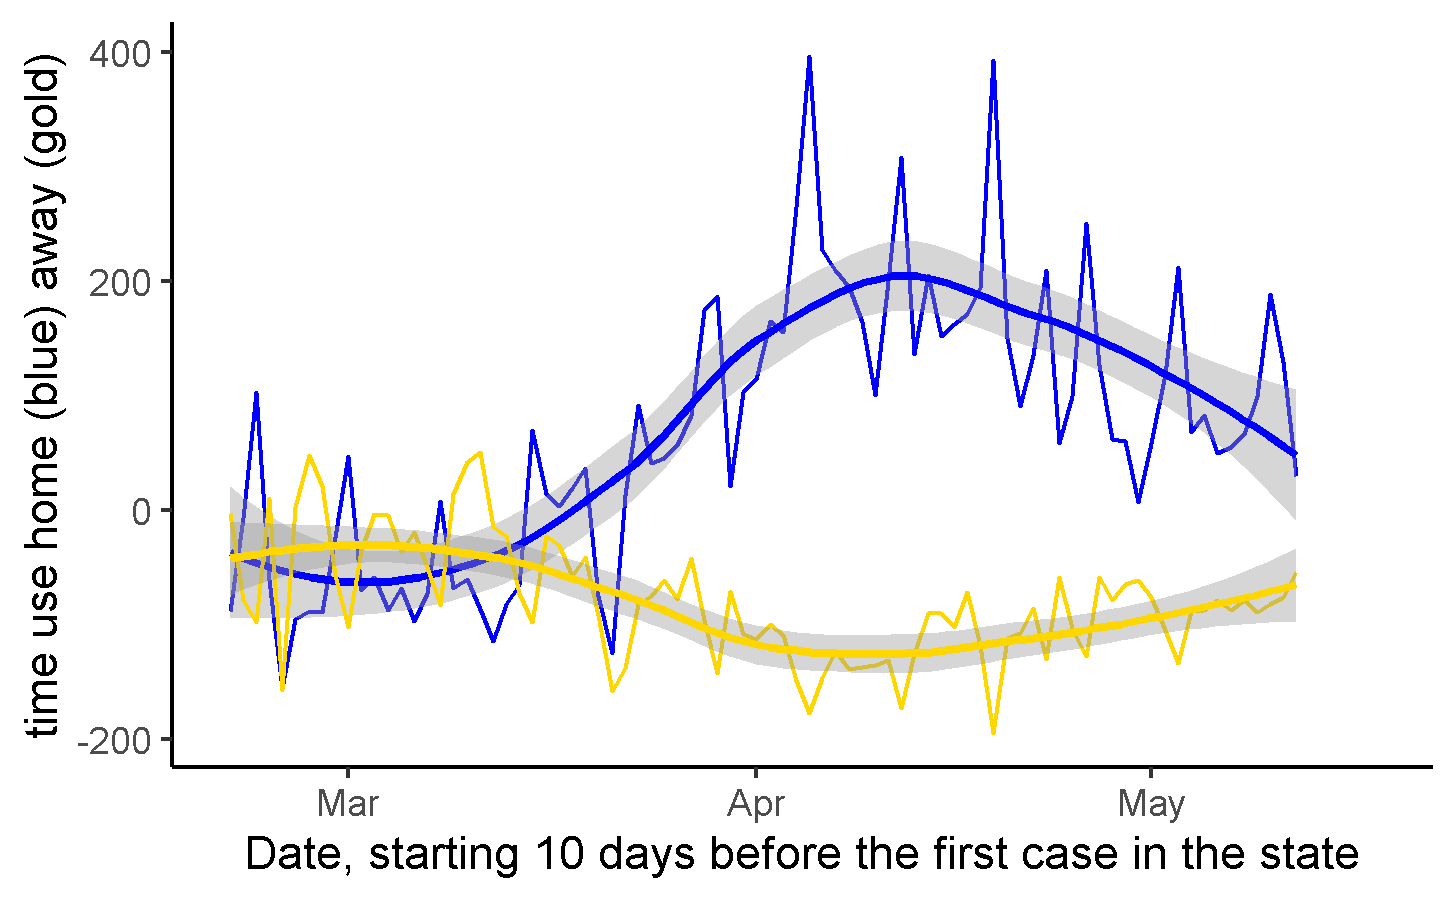 time use home (blue) away (gold)
400
200
0
-200
Mar Apr May
Date, starting 10 days before the first case in the state